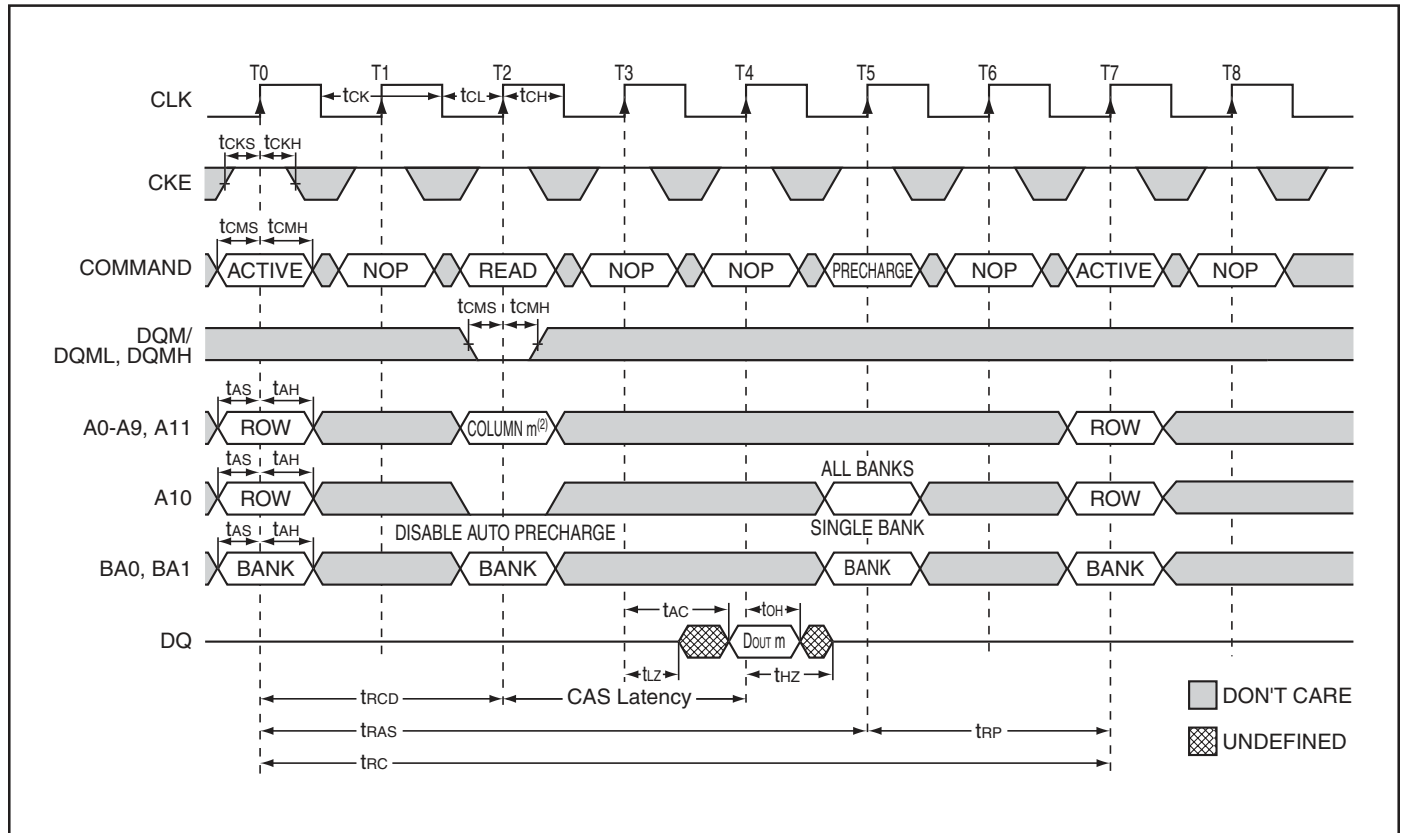 T0 T1 T2 T3 T4 T5 T6 T7 T8
CLK tCK tCL tCH
tCKS tCKH
CKE
tCMS tCMH
COMMAND ACTIVE NOP READ NOP NOP PRECHARGE NOP ACTIVE NOP
tCMS tCMH
DQM/
DQML, DQMH
tAS tAH
A0-A9, A11 ROW COLUMN m(2) ROW
tAS tAH ALL BANKS
A10 ROW ROW
DISABLE AUTO PRECHARGE SINGLE BANK
tAS tAH
BA0, BA1 BANK BANK BANK BANK
tAC tOH
DQ DOUT m
tLZ tHZ
tRCD CAS Latency
DON'T CARE
tRAS tRP
UNDEFINED
tRC